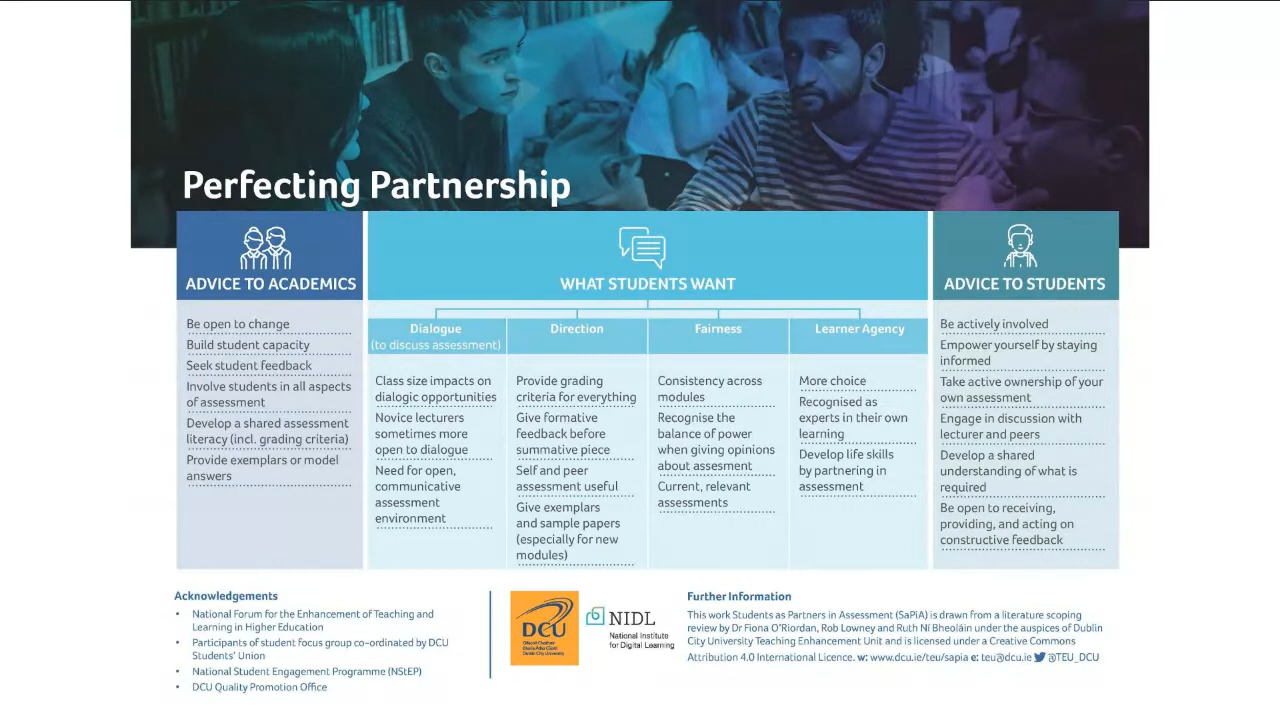 Perfecting Partnership
ADVICE TO ACADEMICS
Be open to change
Build student capacity
Seek student feedback
Involve students in all aspects
of assessment
Develop a shared assessment
literacy (incl. grading criteria)
Provide exemplars or model
answers
WHAT STUDENTS WANT
Dialogue
(to discuss assessment)
Class size impacts on
dialogic opportunities
Novice lecturers
sometimes more
open to dialogue
Need for open,
communicative
assessment
environment
Direction
Provide grading
criteria for everything
Give formative
feedback before
summative piece
Self and peer
assessment useful
Give exemplars
and sample papers
(especially for new
modules)
Fairness
Consistency across
modules
Recognise the
balance of power
when giving opinions
about assesment
Current, relevant
assessments
Learner Agency
More choice
Recognised as
experts in their own
learning
Develop life skills
by partnering in
assessment
ADVICE TO STUDENTS
Be actively involved
Empower yourself by staying
informed
Take active ownership of your
own assessment
Engage in discussion with
lecturer and peers
Develop a shared
understanding of what is
required
Be open to receiving,
providing, and acting on
constructive feedback
Acknowledgements
• National Forum for the Enhancement of Teaching and
Learning in Higher Education
• Participants of student focus group co-ordinated by DCU
Students' Union
• National Student Engagement Programme (NStEP)
• DCU Quality Promotion Office
DCU
Ollscoil Chathair
Bhaile Átha Cliath
Dublin City University
NIDL
National Institute
for Digital Learning
Further Information
This work Students as Partners in Assessment (SaPiA) is drawn from a literature scoping
review by Dr Fiona O'Riordan, Rob Lowney and Ruth Ní Bheoláin under the auspices of Dublin
City University Teaching Enhancement Unit and is licensed under a Creative Commons
Attribution 4.0 International Licence. w: www.dcu.ie/teu/sapia e: teu@dcu.ie @TEU_DCU